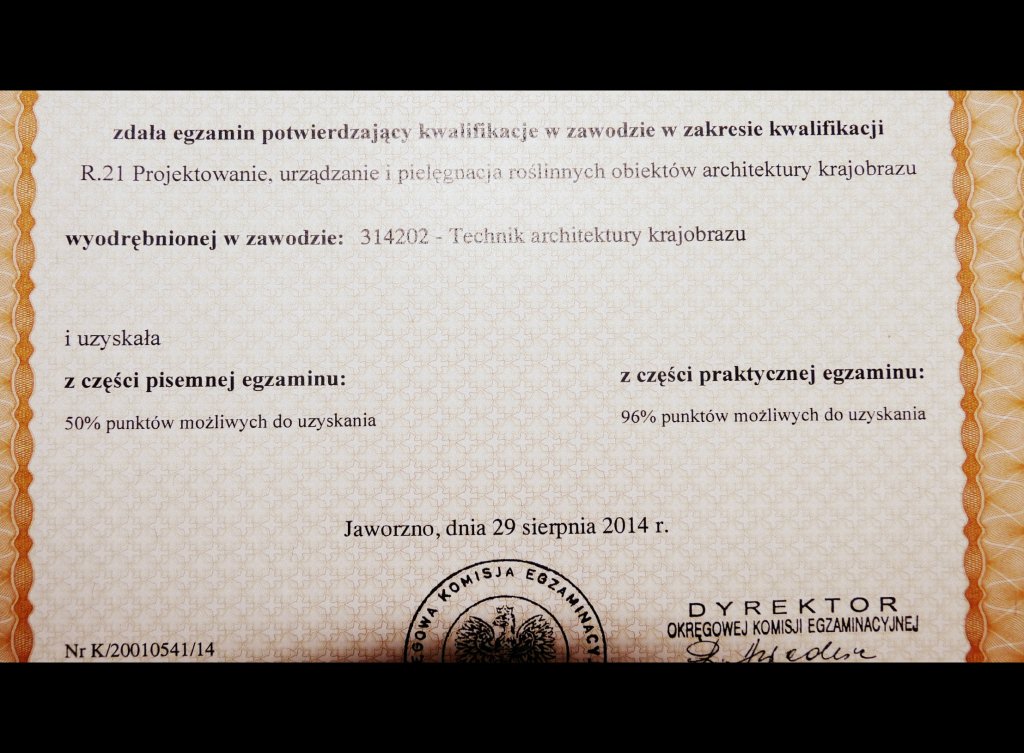 zdała egzamin potwierdzający kwalifikacje w zawodzie w zakresie kwalifikacji
R.21 Projektowanie, urządzanie i pielęgnacja roślinnych obiektów architektury krajobrazu
wyodrębnionej w zawodzie: 314202 - Technik architektury krajobrazu
i uzyskała
z części pisemnej egzaminu:
50% punktów możliwych do uzyskania
z części praktycznej egzaminu:
96% punktów możliwych do uzyskania
Jaworzno, dnia 29 sierpnia 2014 r.
KOMISJA EGZAMINACYJ
DYREKTOR
OKRĘGOWEJ KOMISJI EGZAMINACYJNEJ
Nr K/20010541/14